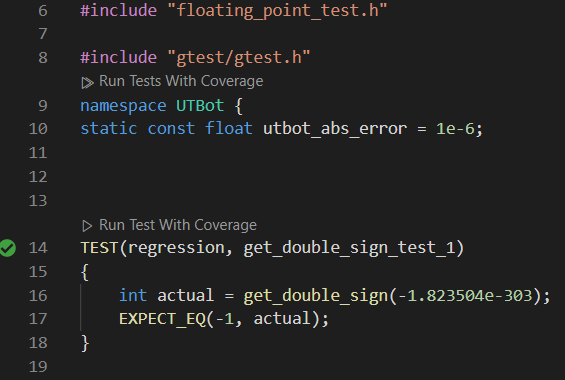 6 #include "floating_point_test.h"
7
8 #include "gtest/gtest.h"
Run Tests With Coverage
9 namespace UTBot {
10 static const float utbot_abs_error = 1e-6;
11
12
13
Run Test With Coverage
14 TEST(regression, get_double_sign_test_1)
15 {
16 int actual = get_double_sign(-1.823504e-303);
17 EXPECT_EQ(-1, actual);
18 }
19